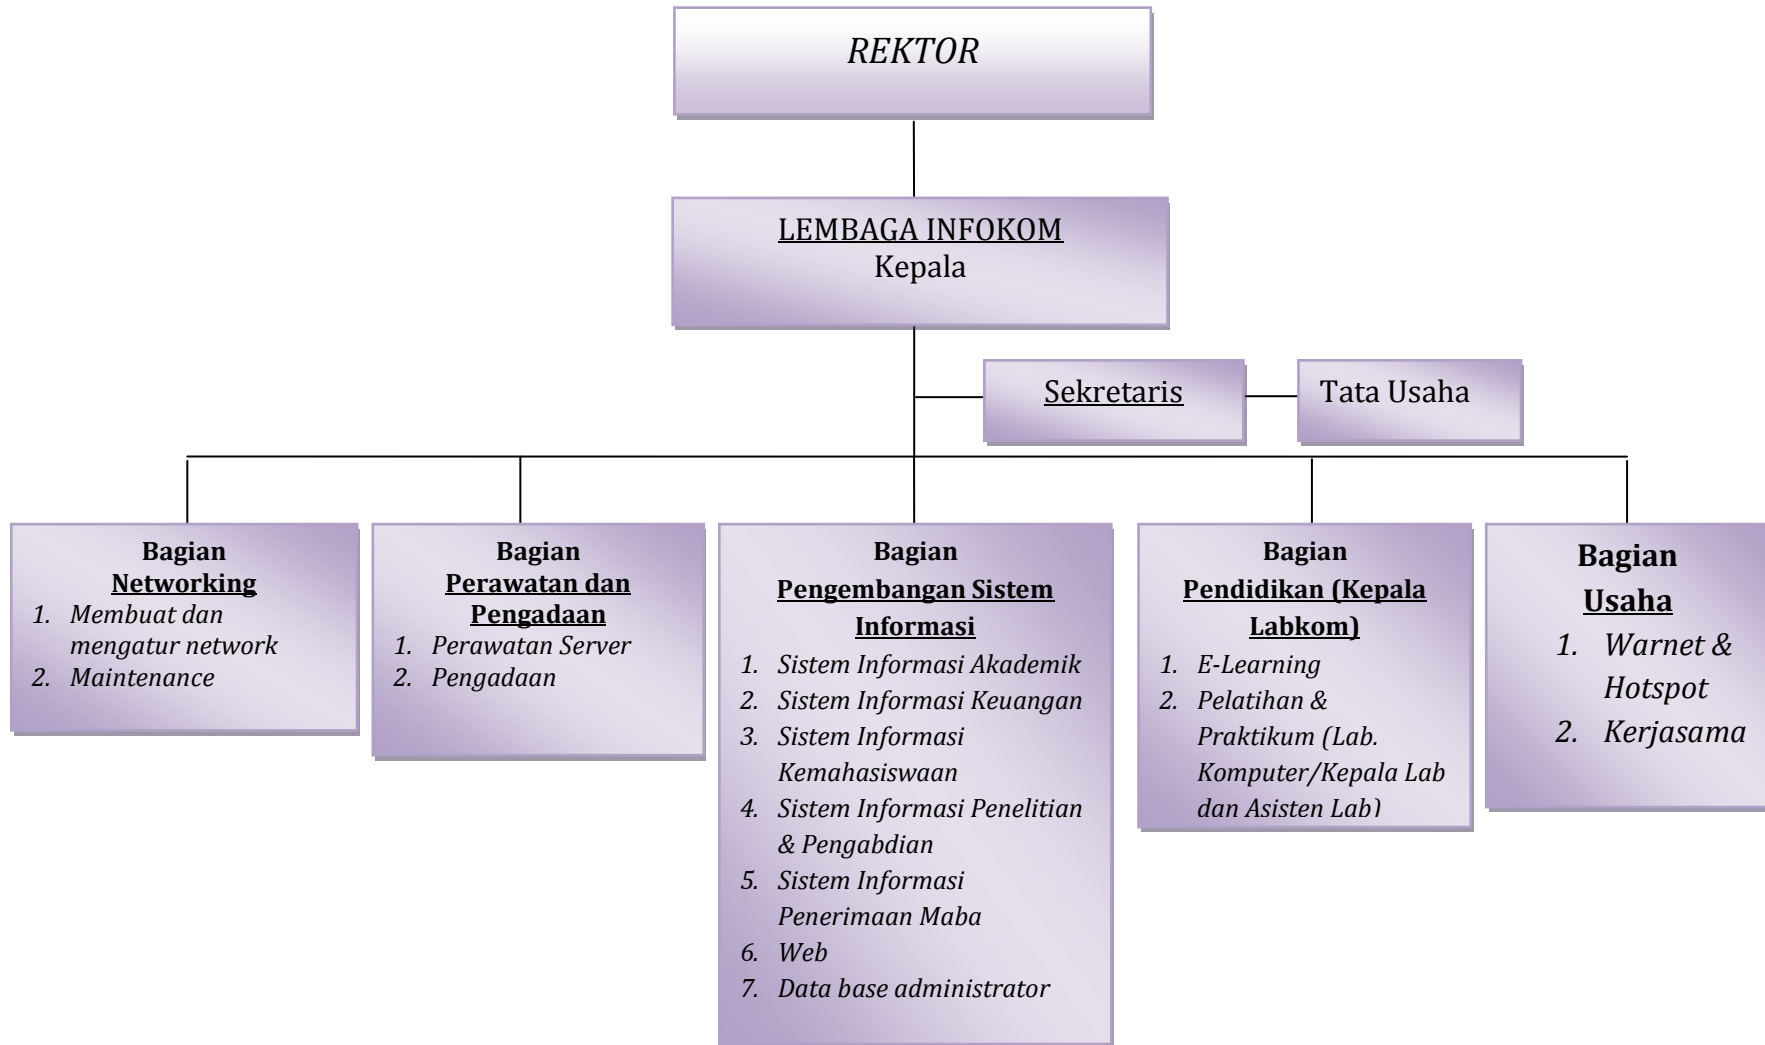 REKTOR
LEMBAGA INFOKOM
Kepala
Sekretaris
Tata Usaha
Bagian
Networking
1. Membuat dan
mengatur network
2. Maintenance
Bagian
Perawatan dan
Pengadaan
1. Perawatan Server
2. Pengadaan
Bagian
Pengembangan Sistem
Informasi
1. Sistem Informasi Akademik
2. Sistem Informasi Keuangan
3. Sistem Informasi
Kemahasiswaan
4. Sistem Informasi Penelitian
& Pengabdian
5. Sistem Informasi
Penerimaan Maba
6. Web
7. Data base administrator
Bagian
Pendidikan (Kepala
Labkom)
1. E-Learning
2. Pelatihan &
Praktikum (Lab.
Komputer/Kepala Lab
dan Asisten Lab)
Bagian
Usaha
1. Warnet &
Hotspot
2. Kerjasama